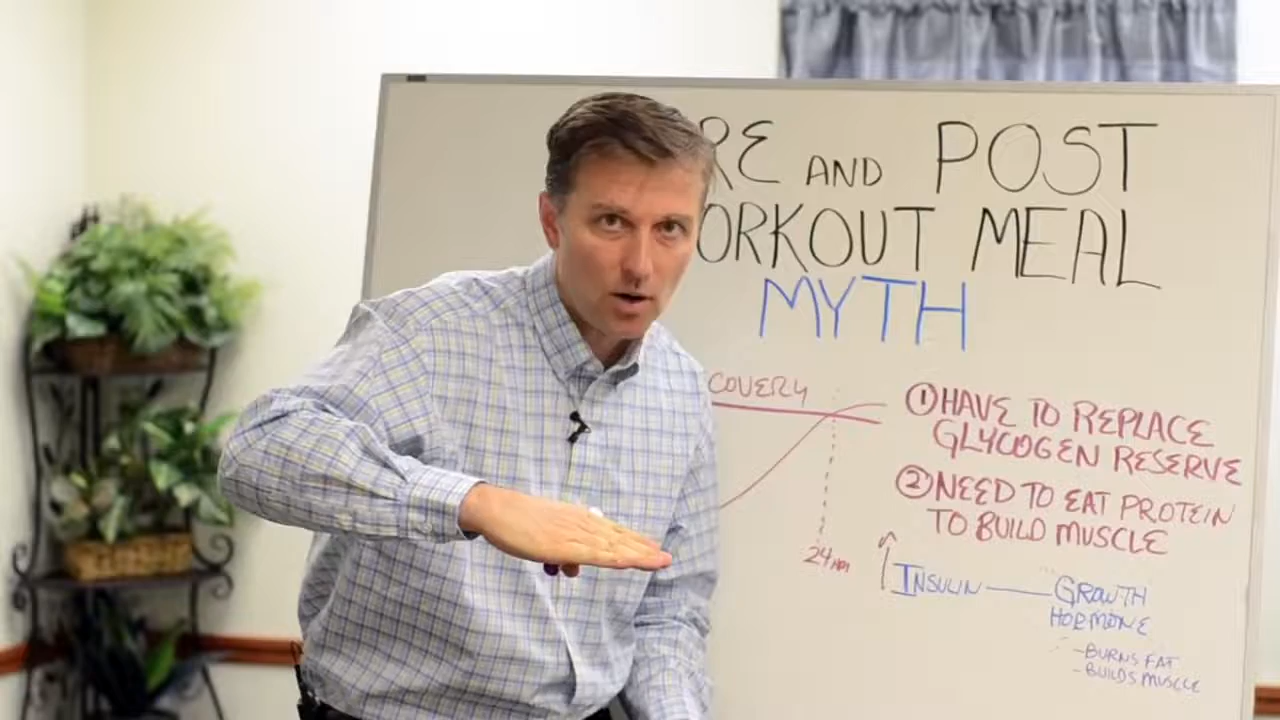 RE AND POST
ORKOUT MEAL
MYTH
COVERY
① HAVE TO REPLACE
GLYCOGEN RESERVE
② NEED TO EAT PROTEIN
TO BUILD MUSCLE
24 HR
↑ INSULIN — GROWTH
HORMONE
- BURNS FAT
- BUILDS MUSCLE